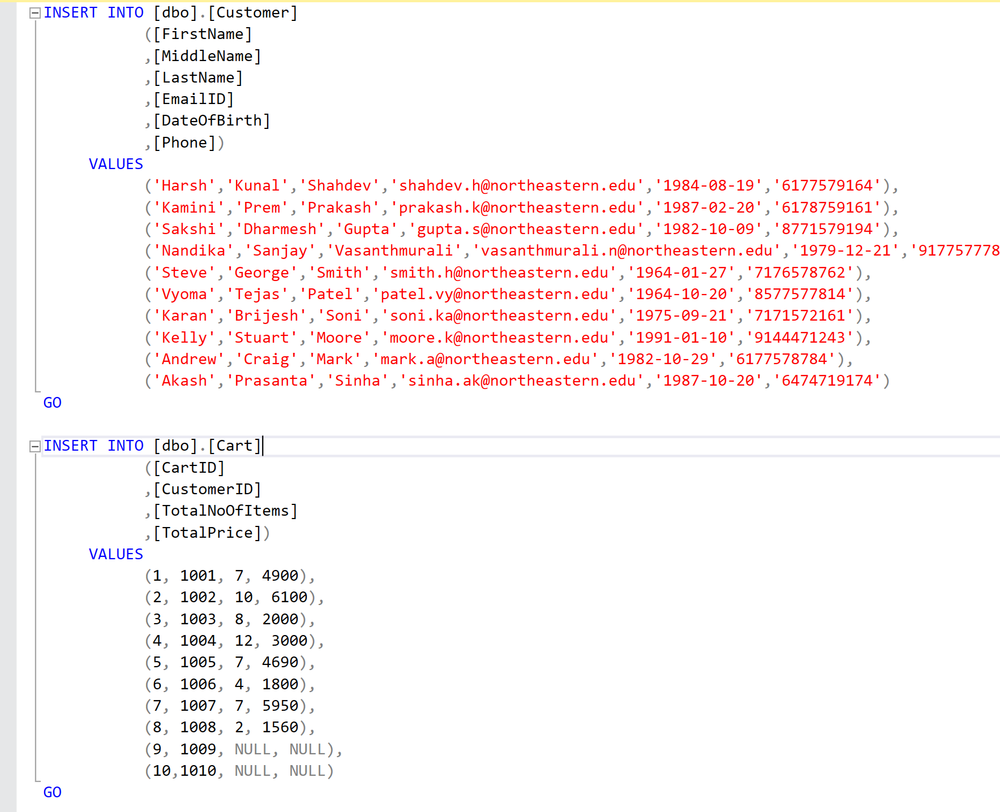 INSERT INTO [dbo].[Customer]
([FirstName]
,[MiddleName]
,[LastName]
,[EmailID]
,[DateOfBirth]
,[Phone])
VALUES
('Harsh','Kunal','Shahdev','shahdev.h@northeastern.edu','1984-08-19','6177579164'),
('Kamini','Prem','Prakash','prakash.k@northeastern.edu','1987-02-20','6178759161'),
('Sakshi','Dharmesh','Gupta','gupta.s@northeastern.edu','1982-10-09','8771579194'),
('Nandika','Sanjay','Vasanthmurali','vasanthmurali.n@northeastern.edu','1979-12-21','917757778
('Steve','George','Smith','smith.h@northeastern.edu','1964-01-27','7176578762'),
('Vyoma','Tejas','Patel','patel.vy@northeastern.edu','1964-10-20','8577577814'),
('Karan','Brijesh','Soni','soni.ka@northeastern.edu','1975-09-21','7171572161'),
('Kelly','Stuart','Moore','moore.k@northeastern.edu','1991-01-10','9144471243'),
('Andrew','Craig','Mark','mark.a@northeastern.edu','1982-10-29','6177578784'),
('Akash','Prasanta','Sinha','sinha.ak@northeastern.edu','1987-10-20','6474719174')
GO
INSERT INTO [dbo].[Cart]
([CartID]
,[CustomerID]
,[TotalNoOfItems]
,[TotalPrice])
VALUES
(1, 1001, 7, 4900),
(2, 1002, 10, 6100),
(3, 1003, 8, 2000),
(4, 1004, 12, 3000),
(5, 1005, 7, 4690),
(6, 1006, 4, 1800),
(7, 1007, 7, 5950),
(8, 1008, 2, 1560),
(9, 1009, NULL, NULL),
(10,1010, NULL, NULL)
GO